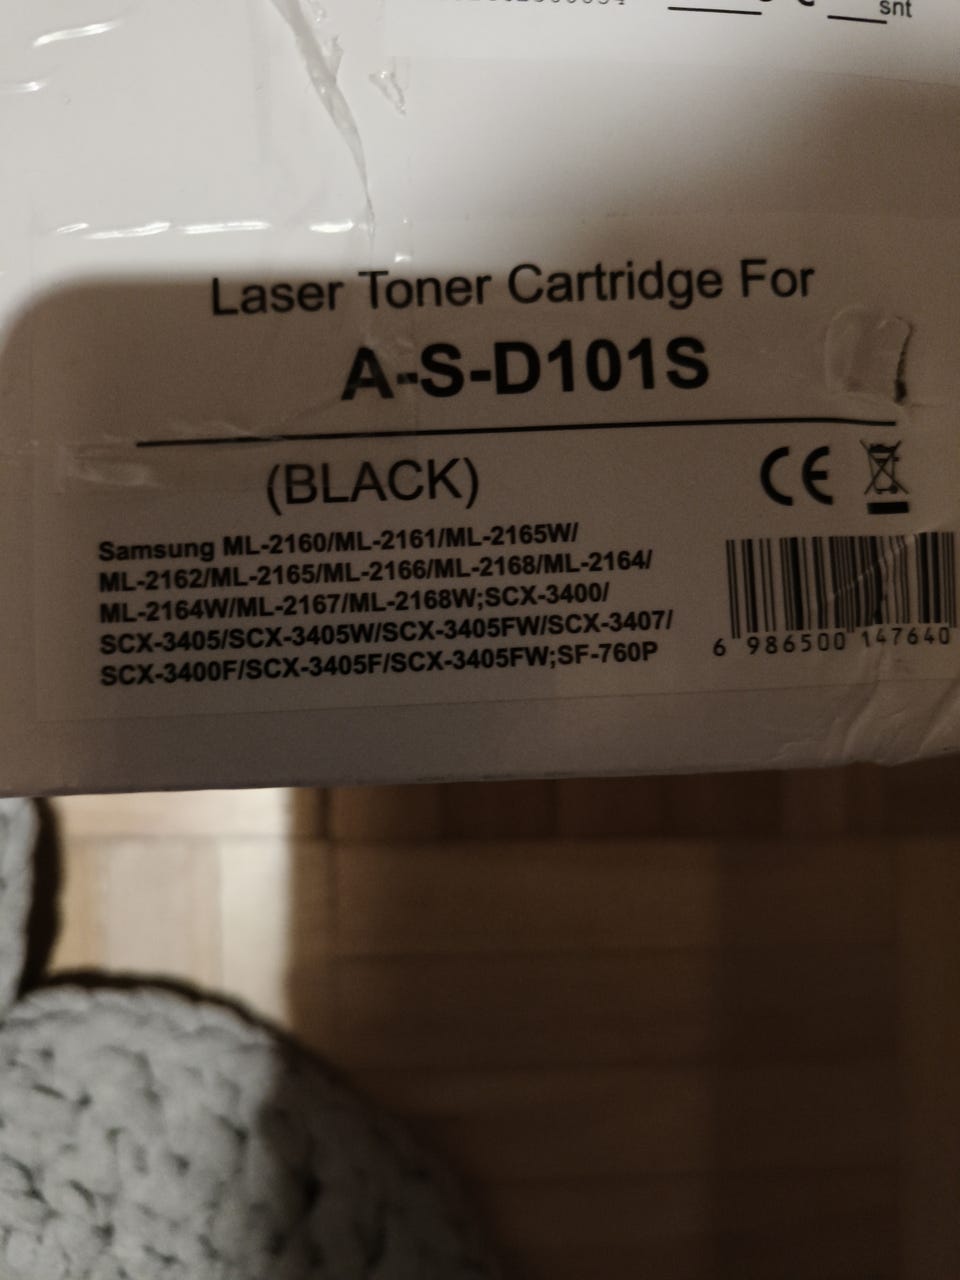 snt
Laser Toner Cartridge For
A-S-D101S
(BLACK)
CE
Samsung ML-2160/ML-2161/ML-2165W/
ML-2162/ML-2165/ML-2166/ML-2168/ML-2164/
ML-2164W/ML-2167/ML-2168W;SCX-3400/
SCX-3405/SCX-3405W/SCX-3405FW/SCX-3407/
SCX-3400F/SCX-3405F/SCX-3405FW;SF-760P
6 986500 147640